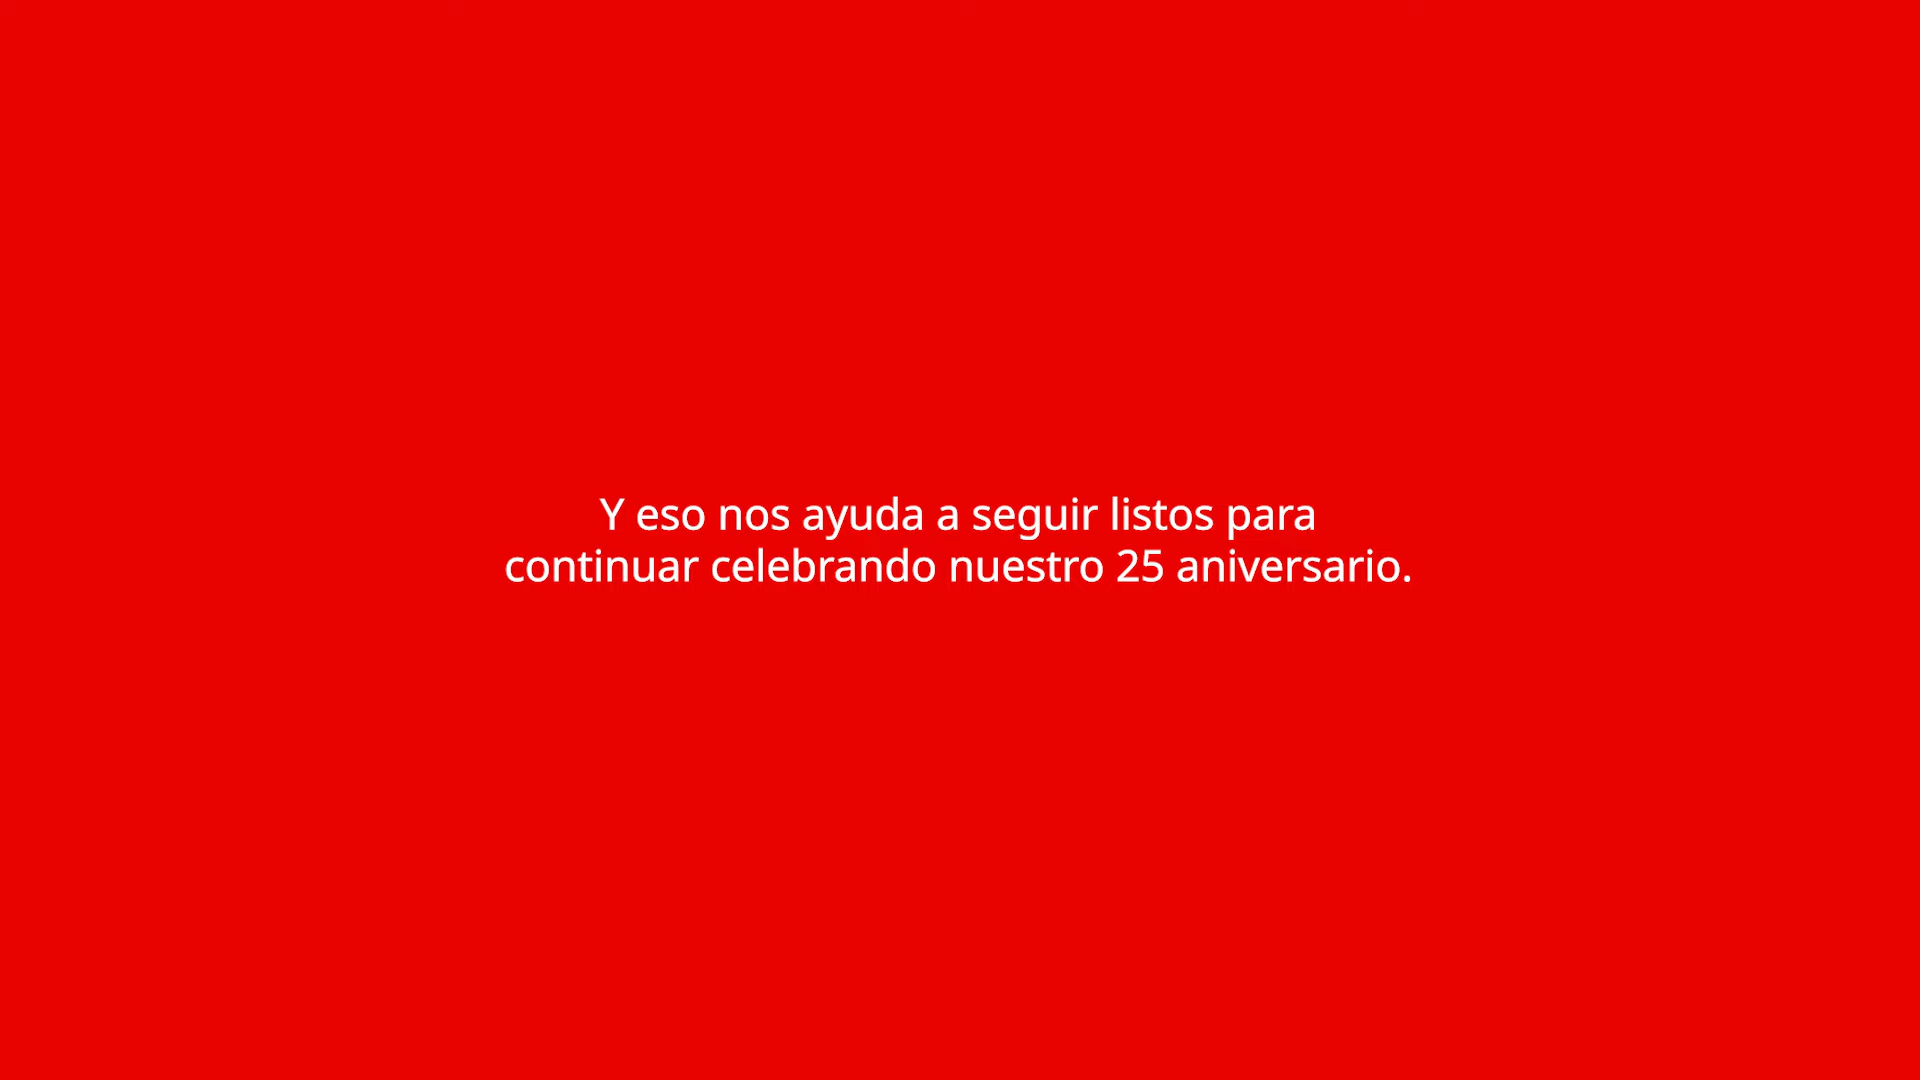 Y eso nos ayuda a seguir listos para
continuar celebrando nuestro 25 aniversario.